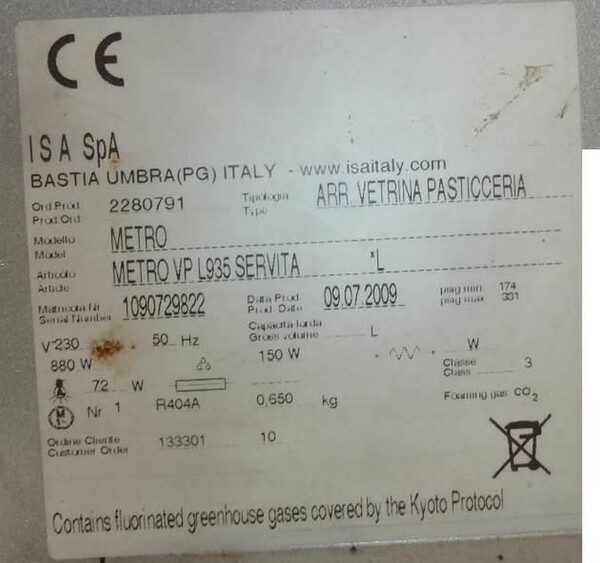 CE
ISA SpA
BASTIA UMBRA(PG) ITALY - www.isaitaly.com
Ord.Prod. 2280791 Tipologia ARR. VETRINA PASTICCERIA
Prod.Ord. Type
Modello METRO
Model
Articolo METRO VP L935 SERVITA *L
Article
Matricola Nr 1090729822 Data Prod. 09.07.2009 psig min. 174
Serial Number Prod. Date psig max 331
V~230 50 Hz Capacita lorda L
Gross volume
880 W 150 W W
72 W Classe 3
Class
Nr 1 R404A 0,650 kg Foaming gas CO2
Ordine Cliente 133301 10
Customer Order
Contains fluorinated greenhouse gases covered by the Kyoto Protocol